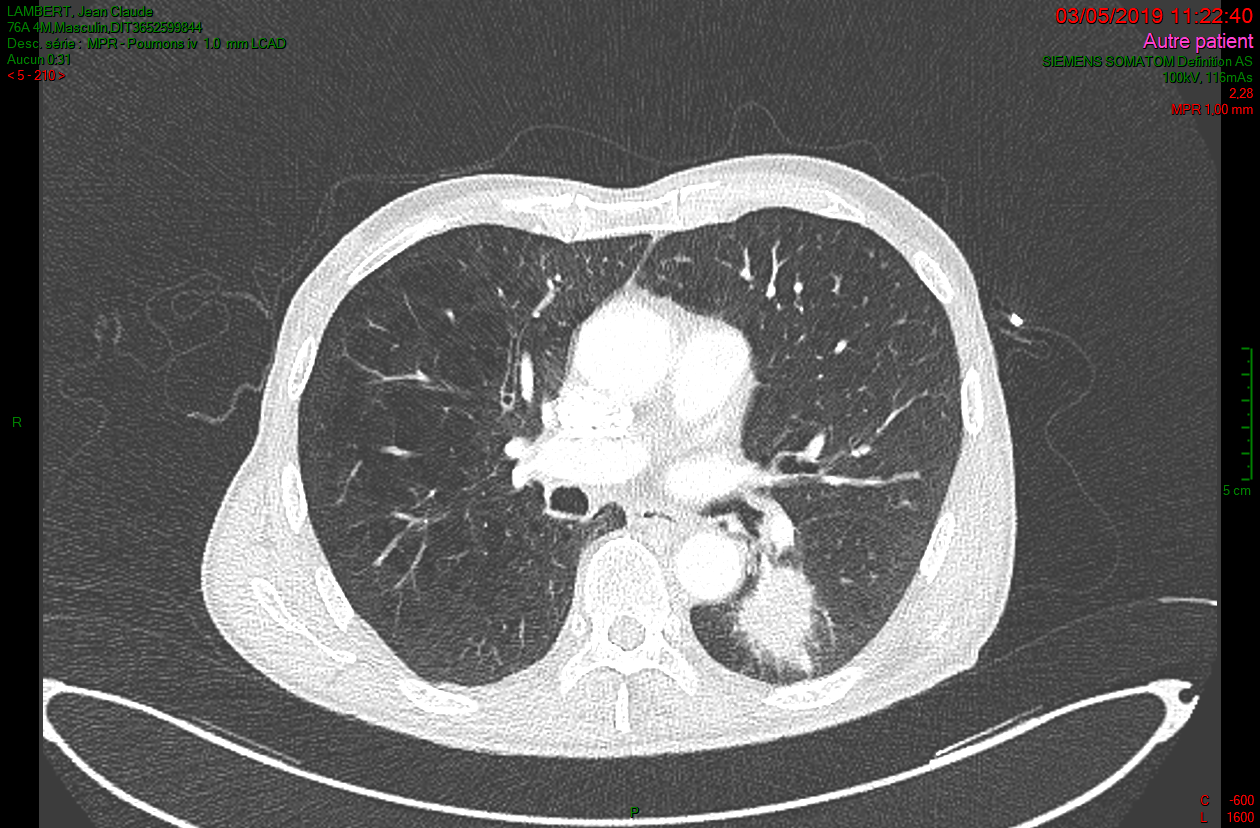 LAMBERT, Jean Claude
76A 4M,Masculin,DIT3652599844
Desc. série : MPR - Poumons iv 1.0 mm LCAD
Aucun 0:31
< 5 - 210 >
03/05/2019 11:22:40
Autre patient
SIEMENS SOMATOM Definition AS
100kV, 115mAs
2,28
MPR 1,00 mm
R
5 cm
P
C -600
L 1600